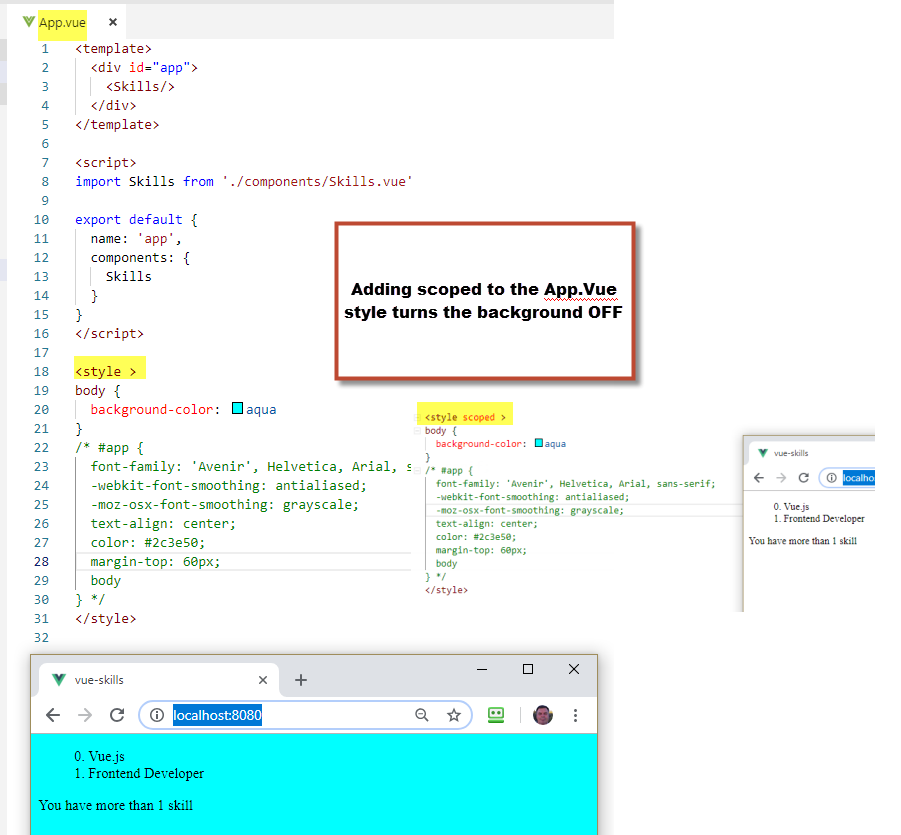 App.vue ×
1 <template>
2 <div id="app">
3 <Skills/>
4 </div>
5 </template>
6
7 <script>
8 import Skills from './components/Skills.vue'
9
10 export default {
11 name: 'app',
12 components: {
13 Skills
14 }
15 }
16 </script>
17
18 <style >
19 body {
20 background-color: aqua
21 }
22 /* #app {
23 font-family: 'Avenir', Helvetica, Arial, s
24 -webkit-font-smoothing: antialiased;
25 -moz-osx-font-smoothing: grayscale;
26 text-align: center;
27 color: #2c3e50;
28 margin-top: 60px;
29 body
30 } */
31 </style>
32
Adding scoped to the App.Vue
style turns the background OFF
<style scoped >
body {
background-color: aqua
}
/* #app {
font-family: 'Avenir', Helvetica, Arial, sans-serif;
-webkit-font-smoothing: antialiased;
-moz-osx-font-smoothing: grayscale;
text-align: center;
color: #2c3e50;
margin-top: 60px;
body
} */
</style>
vue-skills
localho
0. Vue.js
1. Frontend Developer
You have more than 1 skill
vue-skills
localhost:8080
0. Vue.js
1. Frontend Developer
You have more than 1 skill